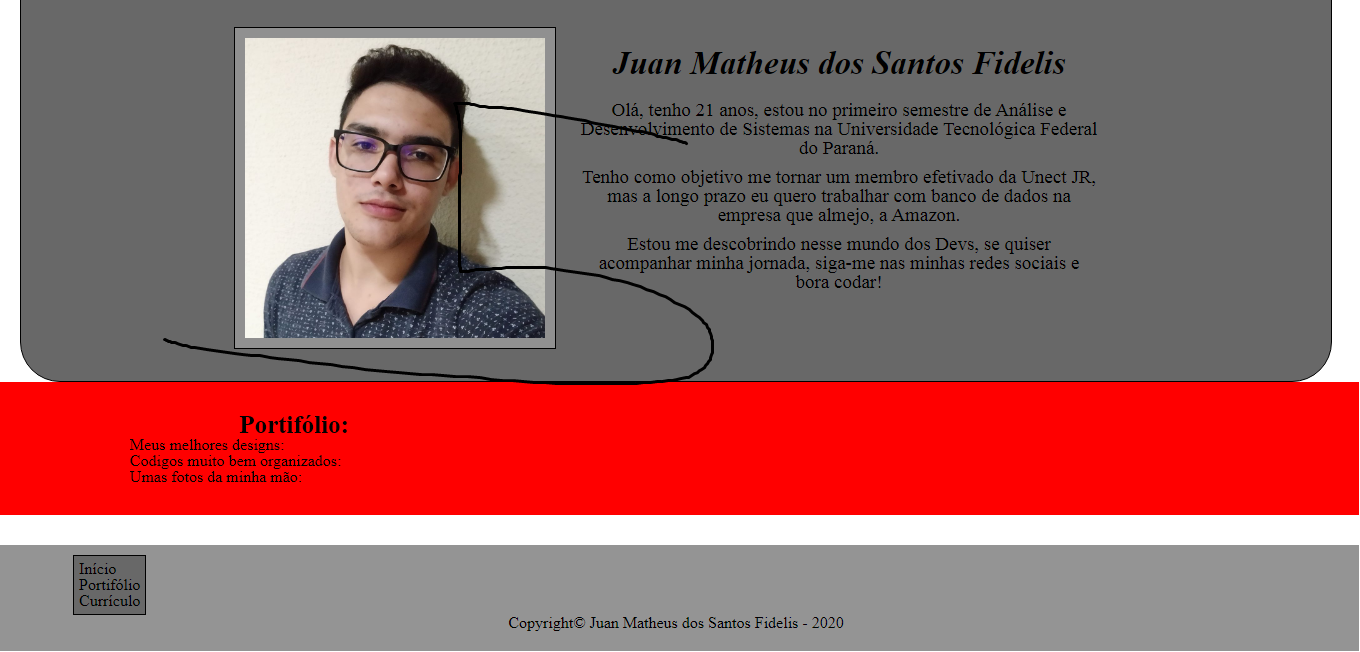 Juan Matheus dos Santos Fidelis
Olá, tenho 21 anos, estou no primeiro semestre de Análise e
Desenvolvimento de Sistemas na Universidade Tecnológica Federal
do Paraná.
Tenho como objetivo me tornar um membro efetivado da Unect JR,
mas a longo prazo eu quero trabalhar com banco de dados na
empresa que almejo, a Amazon.
Estou me descobrindo nesse mundo dos Devs, se quiser
acompanhar minha jornada, siga-me nas minhas redes sociais e
bora codar!
Portifólio:
Meus melhores designs:
Codigos muito bem organizados:
Umas fotos da minha mão:
Início
Portifólio
Currículo
Copyright© Juan Matheus dos Santos Fidelis - 2020